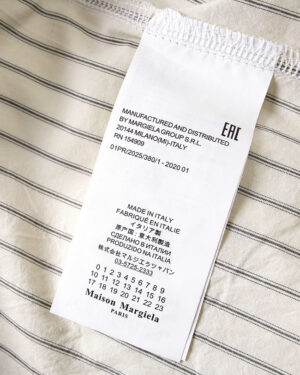 MANUFACTURED AND DISTRIBUTED
BY MARGIELA GROUP S.R.L.
20144 MILANO(MI)-ITALY
RN 154909
EAC
01PR/2025/380/1 - 2020 01
MADE IN ITALY
FABRIQUÉ EN ITALIE
イタリア製
原产国：意大利製造
СДЕЛАНО В ИТАЛИИ
PRODUZIDO NA ITALIA
株式会社マルジェラジャパン
03-5725-2333
0 1 2 3 4 5 6 7 8 9
10 11 12 13 14 15 16
17 18 19 20 21 22 23
Maison Margiela
PARIS